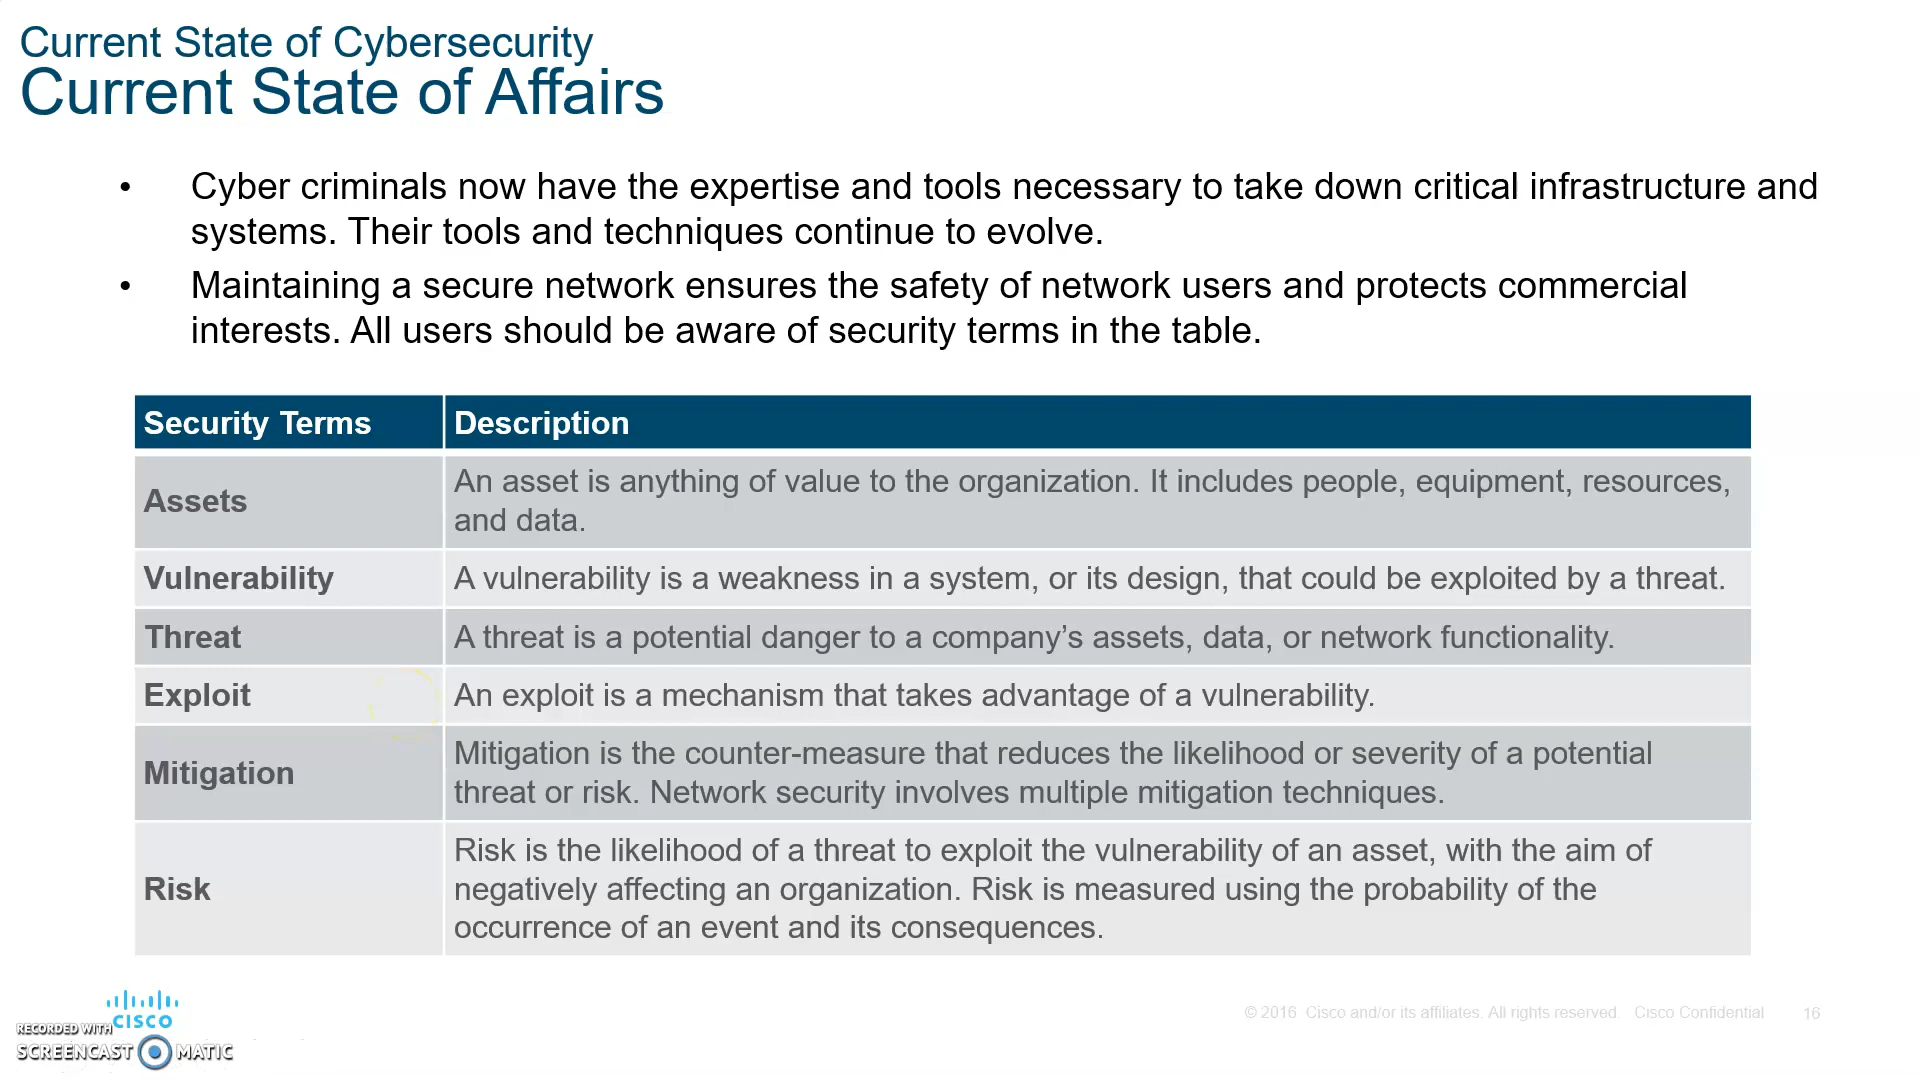 Current State of Cybersecurity
Current State of Affairs
• Cyber criminals now have the expertise and tools necessary to take down critical infrastructure and
systems. Their tools and techniques continue to evolve.
• Maintaining a secure network ensures the safety of network users and protects commercial
interests. All users should be aware of security terms in the table.
Security Terms Description
Assets
An asset is anything of value to the organization. It includes people, equipment, resources,
and data.
Vulnerability A vulnerability is a weakness in a system, or its design, that could be exploited by a threat.
Threat A threat is a potential danger to a company’s assets, data, or network functionality.
Exploit An exploit is a mechanism that takes advantage of a vulnerability.
Mitigation
Mitigation is the counter-measure that reduces the likelihood or severity of a potential
threat or risk. Network security involves multiple mitigation techniques.
Risk
Risk is the likelihood of a threat to exploit the vulnerability of an asset, with the aim of
negatively affecting an organization. Risk is measured using the probability of the
occurrence of an event and its consequences.
CISCO
© 2016 Cisco and/or its affiliates. All rights reserved. Cisco Confidential 16
RECORDED WITH
SCREENCAST MATIC